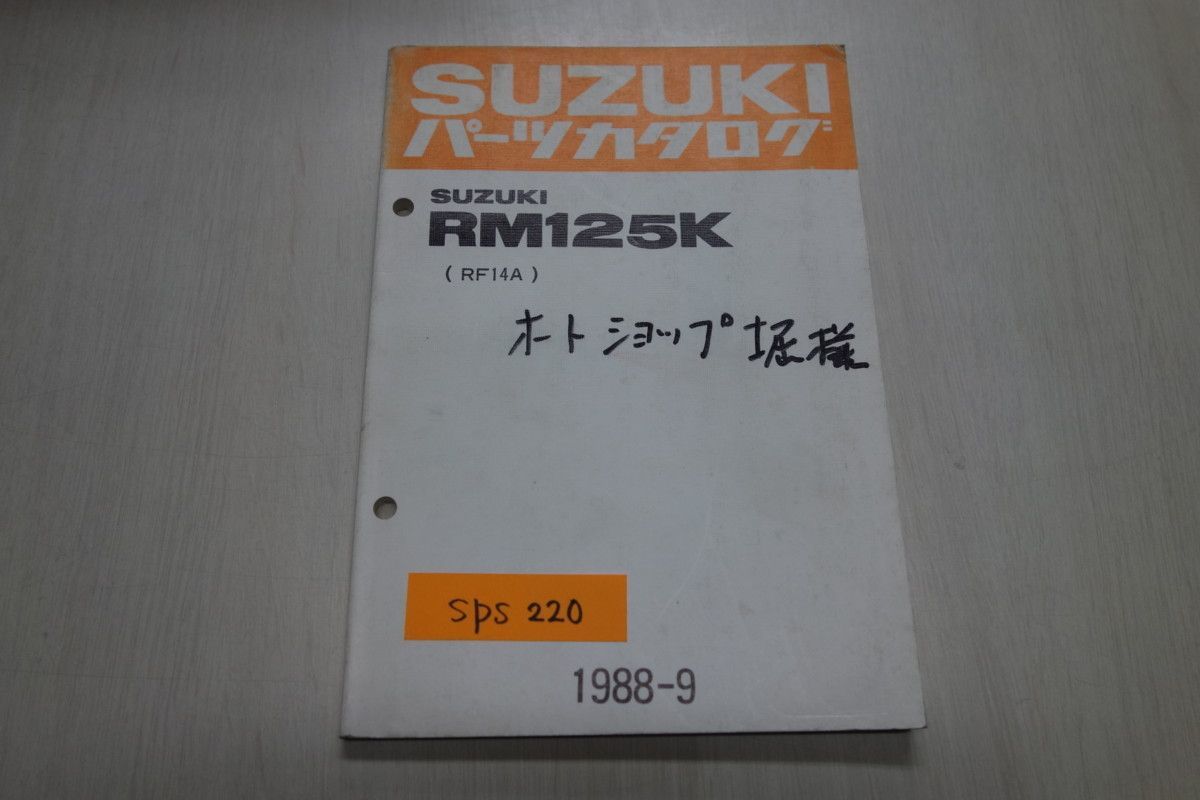 SUZUKI
パーツカタログ
SUZUKI
RM125K
( RF14A )
オートショップ 堀様
sps 220
1988-9